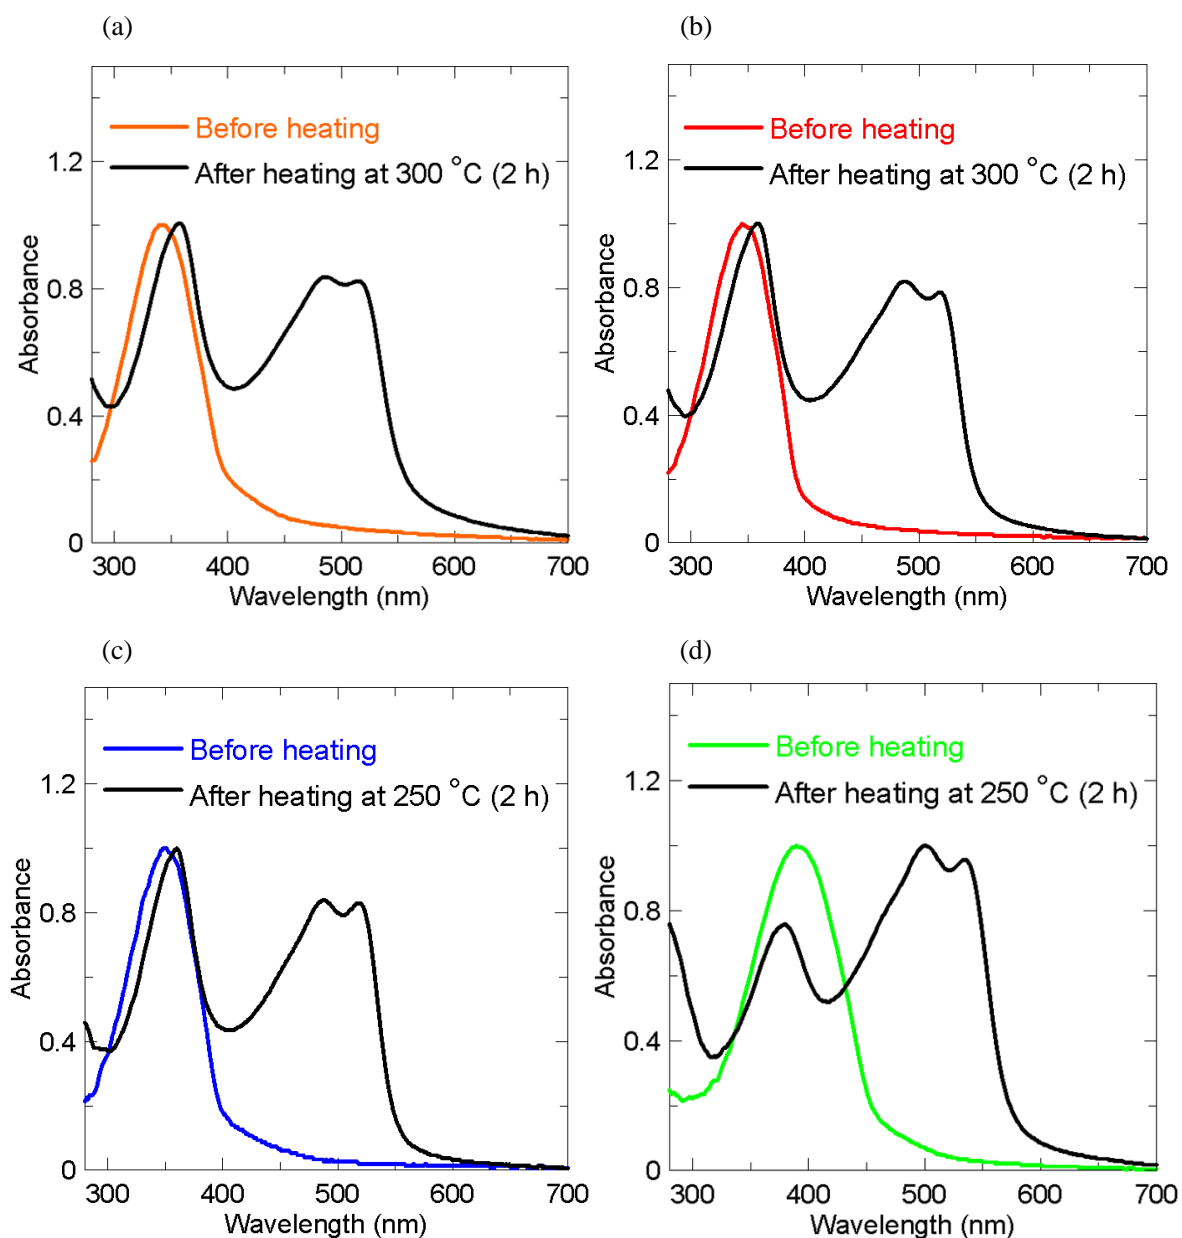 (a)
Before heating
After heating at 300 °C (2 h)
1.2
0.8
0.4
0
Absorbance
300 400 500 600 700
Wavelength (nm)
(b)
Before heating
After heating at 300 °C (2 h)
1.2
0.8
0.4
0
Absorbance
300 400 500 600 700
Wavelength (nm)
(c)
Before heating
After heating at 250 °C (2 h)
1.2
0.8
0.4
0
Absorbance
300 400 500 600 700
Wavelength (nm)
(d)
Before heating
After heating at 250 °C (2 h)
1.2
0.8
0.4
0
Absorbance
300 400 500 600 700
Wavelength (nm)